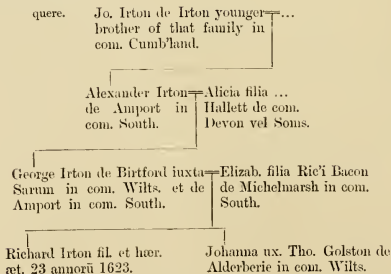 quere. Jo. Irton de Irton younger ...
brother of that family in
com. Cumb'land.
Alexander Irton
de Amport in
com. South.
Alicia filia ...
Hallett de com.
Devon vel Soms.
George Irton de Birtford iuxta
Sarum in com. Wilts. et de
Amport in com. South.
Elizab. filia Ric'i Bacon
de Michelmarsh in com.
South.
Richard Irton fil. et hær.
æt. 23 annorū 1623.
Johanna ux. Tho. Golston de
Alderberie in com. Wilts.